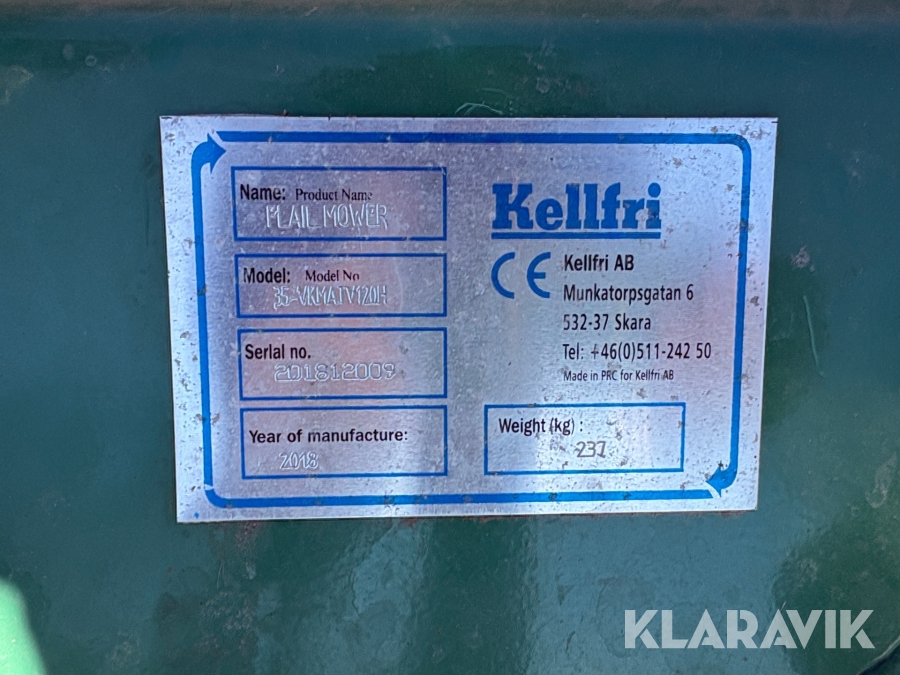 Name: Product Name
FLAIL MOWER
Model: Model No
35-VKMATV120H
Serial no.
201812009
Year of manufacture:
2018
Kellfri
CE
Kellfri AB
Munkatorpsgatan 6
532-37 Skara
Tel: +46(0)511-242 50
Made in PRC for Kellfri AB
Weight (kg) :
237
KLARAVIK